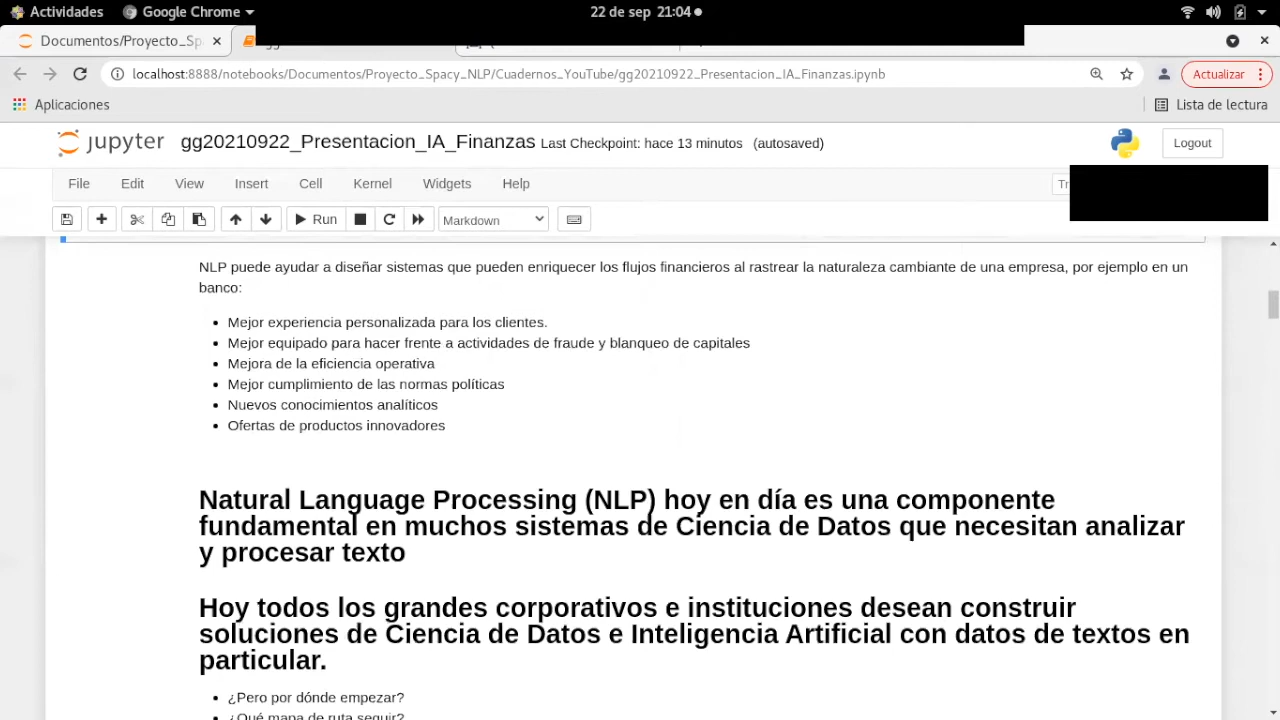 Actividades Google Chrome 22 de sep 21:04
Documentos/Proyecto_Sp
localhost:8888/notebooks/Documentos/Proyecto_Spacy_NLP/Cuadernos_YouTube/gg20210922_Presentacion_IA_Finanzas.ipynb Actualizar
Aplicaciones Lista de lectura
jupyter gg20210922_Presentacion_IA_Finanzas Last Checkpoint: hace 13 minutos (autosaved) Logout
File Edit View Insert Cell Kernel Widgets Help
Run Markdown
NLP puede ayudar a diseñar sistemas que pueden enriquecer los flujos financieros al rastrear la naturaleza cambiante de una empresa, por ejemplo en un
banco:
• Mejor experiencia personalizada para los clientes.
• Mejor equipado para hacer frente a actividades de fraude y blanqueo de capitales
• Mejora de la eficiencia operativa
• Mejor cumplimiento de las normas políticas
• Nuevos conocimientos analíticos
• Ofertas de productos innovadores
Natural Language Processing (NLP) hoy en día es una componente
fundamental en muchos sistemas de Ciencia de Datos que necesitan analizar
y procesar texto
Hoy todos los grandes corporativos e instituciones desean construir
soluciones de Ciencia de Datos e Inteligencia Artificial con datos de textos en
particular.
• ¿Pero por dónde empezar?
• ¿Qué mapa de ruta seguir?